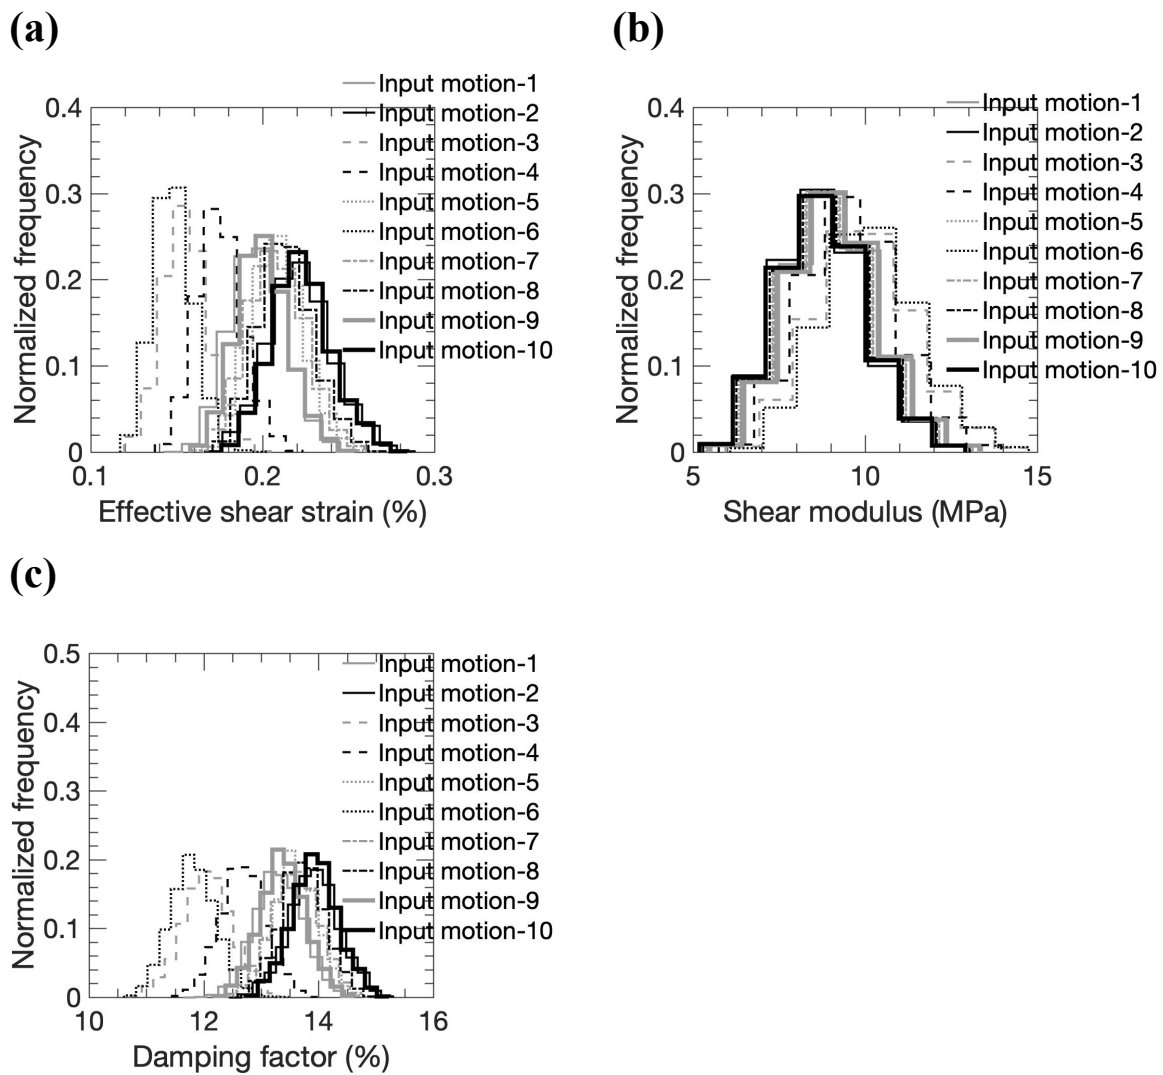 (a)
Input motion-1
Input motion-2
Input motion-3
Input motion-4
Input motion-5
Input motion-6
Input motion-7
Input motion-8
Input motion-9
Input motion-10
Normalized frequency
0.4
0.3
0.2
0.1
0
0.1 0.2 0.3
Effective shear strain (%)
(b)
Input motion-1
Input motion-2
Input motion-3
Input motion-4
Input motion-5
Input motion-6
Input motion-7
Input motion-8
Input motion-9
Input motion-10
Normalized frequency
0.4
0.3
0.2
0.1
0
5 10 15
Shear modulus (MPa)
(c)
Input motion-1
Input motion-2
Input motion-3
Input motion-4
Input motion-5
Input motion-6
Input motion-7
Input motion-8
Input motion-9
Input motion-10
Normalized frequency
0.5
0.4
0.3
0.2
0.1
0
10 12 14 16
Damping factor (%)